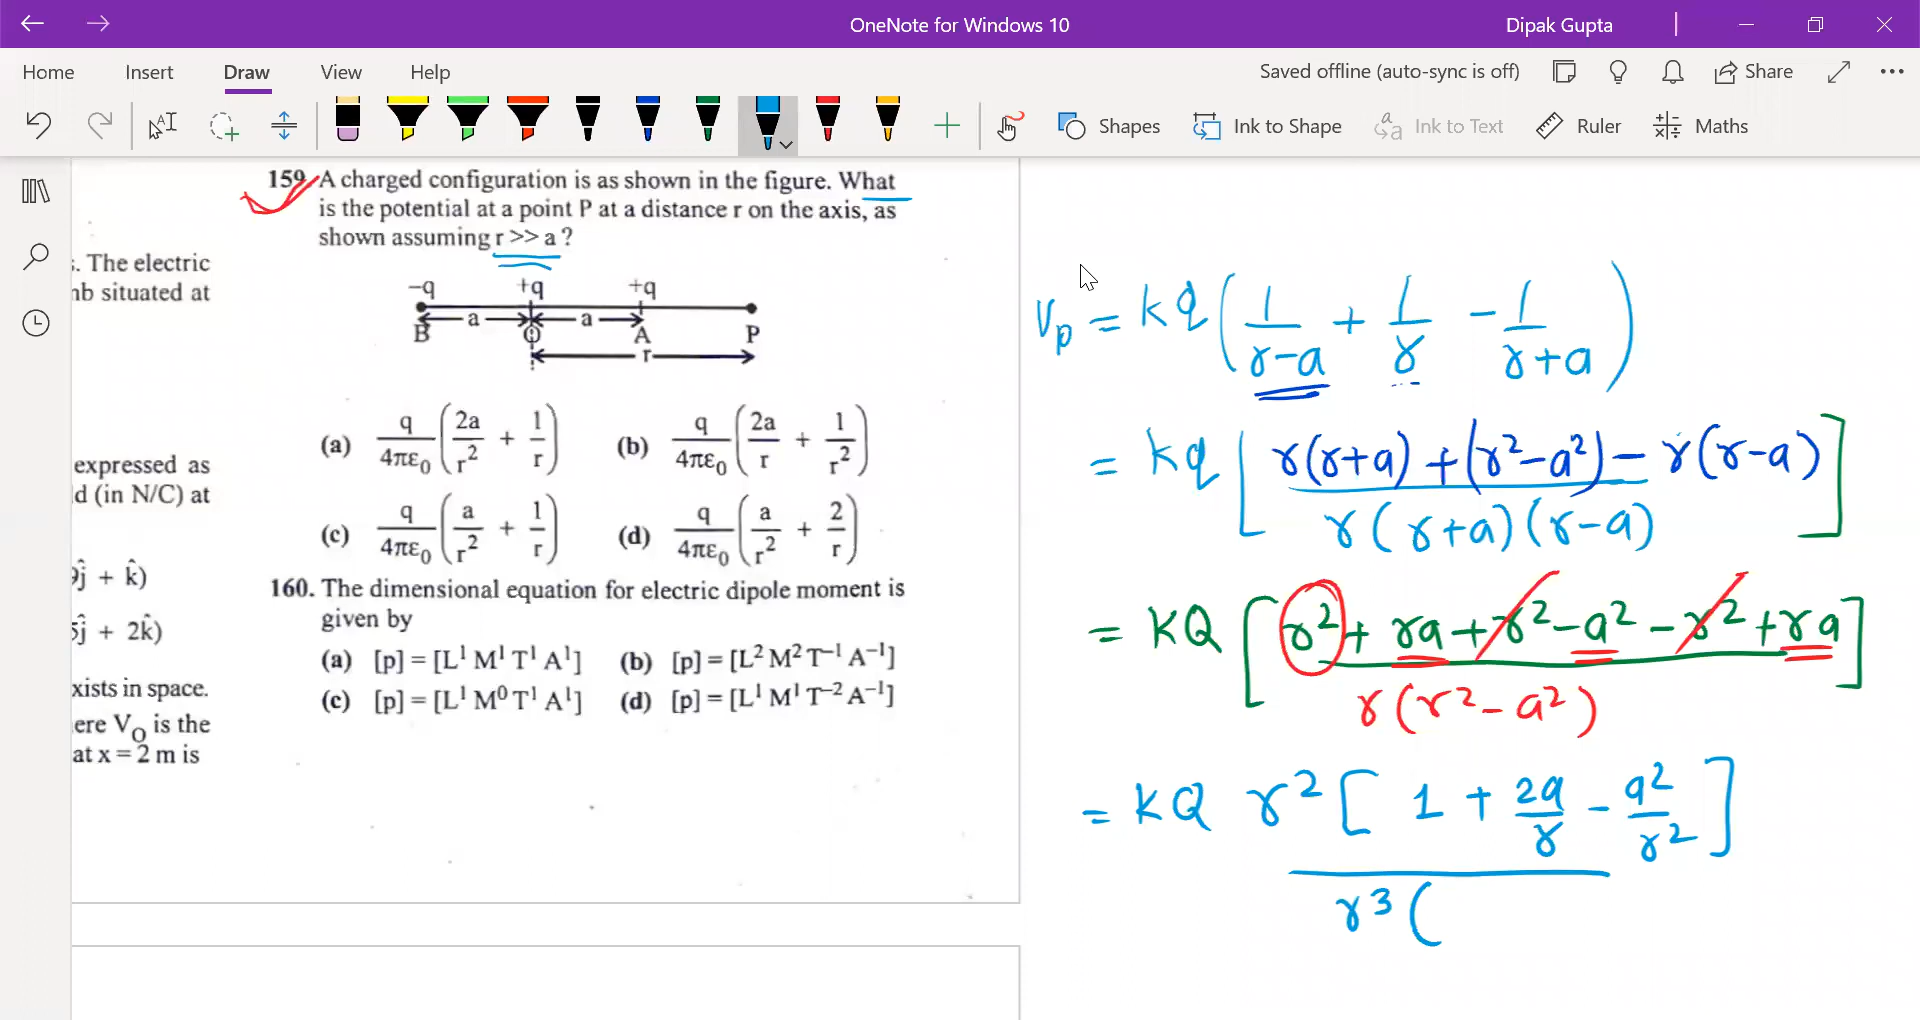 OneNote for Windows 10
Dipak Gupta
Home Insert Draw View Help
Saved offline (auto-sync is off)
Share
Shapes Ink to Shape Ink to Text Ruler Maths
. The electric
nb situated at
expressed as
d (in N/C) at
ĵ + k̂)
5ĵ + 2k̂)
xists in space.
ere V_O is the
at x = 2 m is
159. A charged configuration is as shown in the figure. What
is the potential at a point P at a distance r on the axis, as
shown assuming r >> a ?
–q +q +q
a a
B O A P
r
(a) q/4πε₀ (2a/r² + 1/r) (b) q/4πε₀ (2a/r + 1/r²)
(c) q/4πε₀ (a/r² + 1/r) (d) q/4πε₀ (a/r² + 2/r)
160. The dimensional equation for electric dipole moment is
given by
(a) [p] = [L¹ M¹ T¹ A¹] (b) [p] = [L² M² T⁻¹ A⁻¹]
(c) [p] = [L¹ M⁰ T¹ A¹] (d) [p] = [L¹ M¹ T⁻² A⁻¹]
Vp = kq (1/r-a + 1/r - 1/r+a)
= kq [r(r+a) + (r²-a²) - r(r-a) / r(r+a)(r-a)]
= KQ [r² + ra + r² - a² - r² + ra / r(r²-a²)]
= KQ r² [1 + 2a/r - a²/r²]
r³ (